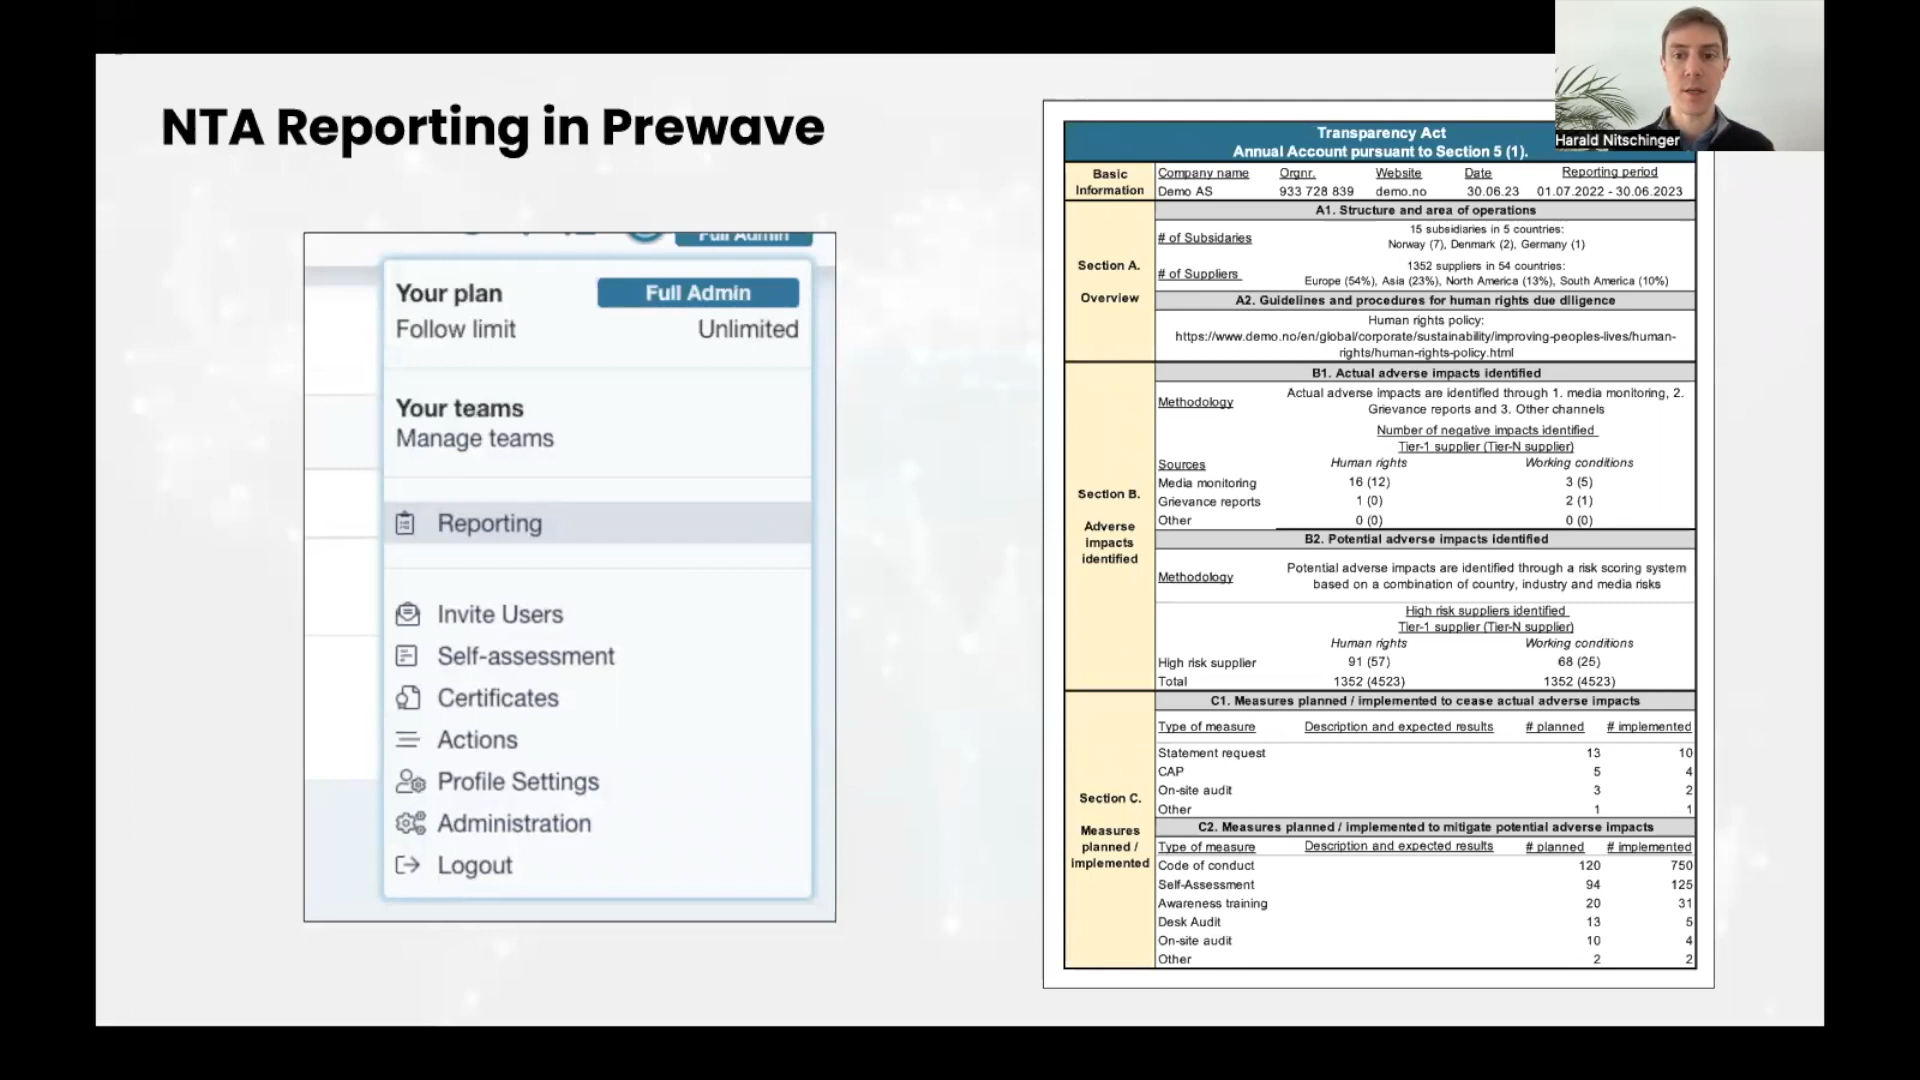 NTA Reporting in Prewave
Full Admin
Your plan Full Admin
Follow limit Unlimited
Your teams
Manage teams
Reporting
Invite Users
Self-assessment
Certificates
Actions
Profile Settings
Administration
Logout
Harald Nitschinger
Transparency Act
Annual Account pursuant to Section 5 (1).
Basic Information
Company name Orgnr. Website Date Reporting period
Demo AS 933 728 839 demo.no 30.06.23 01.07.2022 - 30.06.2023
Section A.
Overview
A1. Structure and area of operations
# of Subsidaries
15 subsidiaries in 5 countries:
Norway (7), Denmark (2), Germany (1)
# of Suppliers
1352 suppliers in 54 countries:
Europe (54%), Asia (23%), North America (13%), South America (10%)
A2. Guidelines and procedures for human rights due diligence
Human rights policy:
https://www.demo.no/en/global/corporate/sustainability/improving-peoples-lives/human-
rights/human-rights-policy.html
Section B.
Adverse
impacts
identified
B1. Actual adverse impacts identified
Methodology
Actual adverse impacts are identified through 1. media monitoring, 2.
Grievance reports and 3. Other channels
Number of negative impacts identified
Tier-1 supplier (Tier-N supplier)
Sources Human rights Working conditions
Media monitoring 16 (12) 3 (5)
Grievance reports 1 (0) 2 (1)
Other 0 (0) 0 (0)
B2. Potential adverse impacts identified
Methodology
Potential adverse impacts are identified through a risk scoring system
based on a combination of country, industry and media risks
High risk suppliers identified
Tier-1 supplier (Tier-N supplier)
Human rights Working conditions
High risk supplier 91 (57) 68 (25)
Total 1352 (4523) 1352 (4523)
Section C.
Measures
planned /
implemented
C1. Measures planned / implemented to cease actual adverse impacts
Type of measure Description and expected results # planned # implemented
Statement request 13 10
CAP 5 4
On-site audit 3 2
Other 1 1
C2. Measures planned / implemented to mitigate potential adverse impacts
Type of measure Description and expected results # planned # implemented
Code of conduct 120 750
Self-Assessment 94 125
Awareness training 20 31
Desk Audit 13 5
On-site audit 10 4
Other 2 2